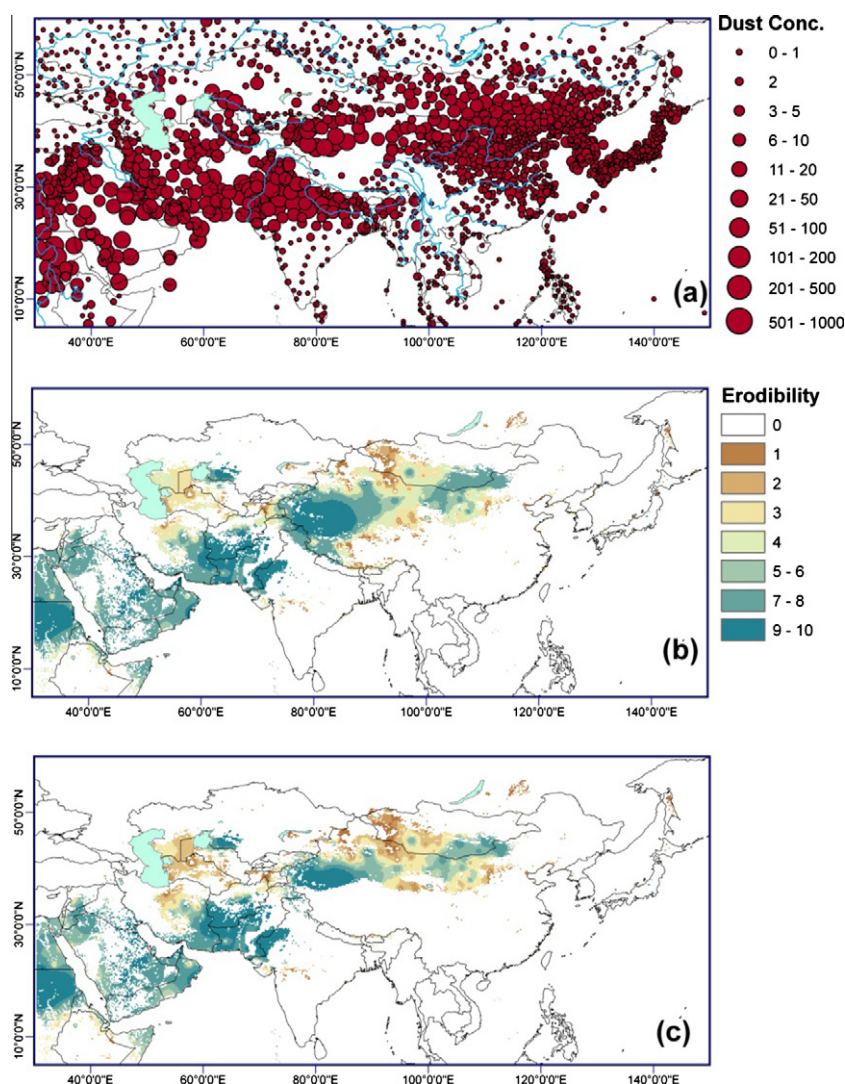 Dust Conc.
0 - 1
2
3 - 5
6 - 10
11 - 20
21 - 50
51 - 100
101 - 200
201 - 500
501 - 1000
50°0'0"N
30°0'0"N
10°0'0"N
(a)
40°0'0"E 60°0'0"E 80°0'0"E 100°0'0"E 120°0'0"E 140°0'0"E
Erodibility
0
1
2
3
4
5 - 6
7 - 8
9 - 10
50°0'0"N
30°0'0"N
10°0'0"N
(b)
40°0'0"E 60°0'0"E 80°0'0"E 100°0'0"E 120°0'0"E 140°0'0"E
50°0'0"N
30°0'0"N
10°0'0"N
(c)
40°0'0"E 60°0'0"E 80°0'0"E 100°0'0"E 120°0'0"E 140°0'0"E